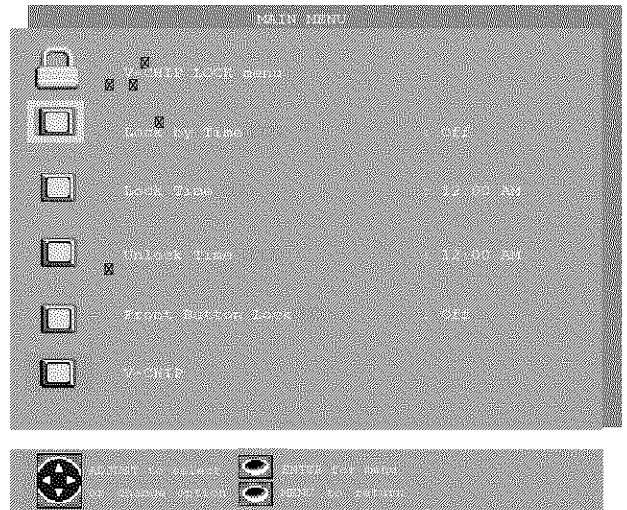 MAIN MENU
V-CHIP LOCK menu
Lock by Time : Off
Lock Time : 12:00 AM
Unlock Time : 12:00 AM
Front Button Lock : Off
V-CHIP
ADJUST to select ENTER for menu
or change option MENU to return